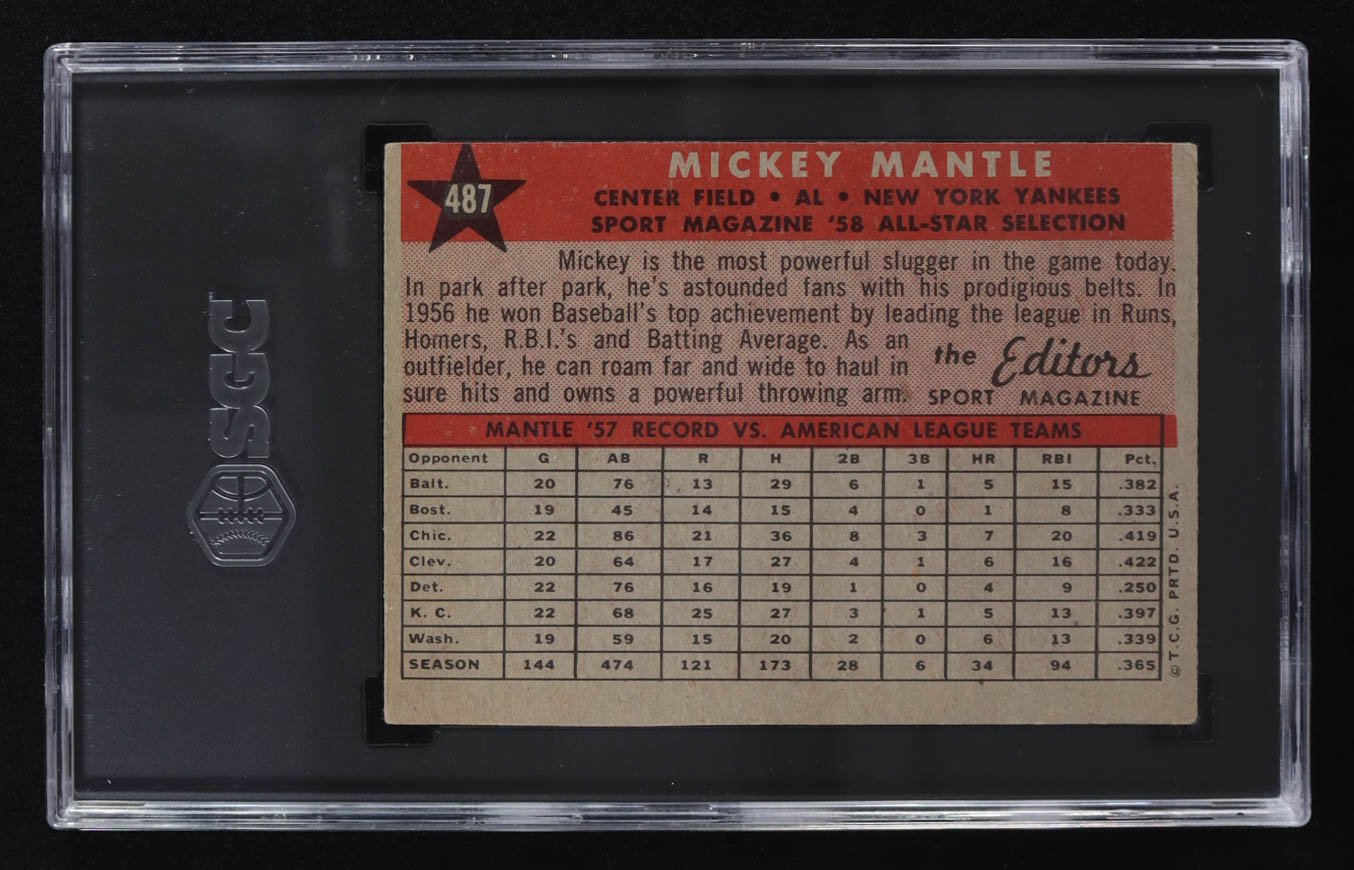 487
MICKEY MANTLE
CENTER FIELD • AL • NEW YORK YANKEES
SPORT MAGAZINE '58 ALL-STAR SELECTION
Mickey is the most powerful slugger in the game today.
In park after park, he's astounded fans with his prodigious belts. In
1956 he won Baseball's top achievement by leading the league in Runs,
Homers, R.B.I.'s and Batting Average. As an
outfielder, he can roam far and wide to haul in
sure hits and owns a powerful throwing arm.
the Editors
SPORT MAGAZINE
MANTLE '57 RECORD VS. AMERICAN LEAGUE TEAMS
Opponent G AB R H 2B 3B HR RBI Pct.
Balt. 20 76 13 29 6 1 5 15 .382
Bost. 19 45 14 15 4 0 1 8 .333
Chic. 22 86 21 36 8 3 7 20 .419
Clev. 20 64 17 27 4 1 6 16 .422
Det. 22 76 16 19 1 0 4 9 .250
K. C. 22 68 25 27 3 1 5 13 .397
Wash. 19 59 15 20 2 0 6 13 .339
SEASON 144 474 121 173 28 6 34 94 .365
© T.C.G. PRTD. U.S.A.
SGC